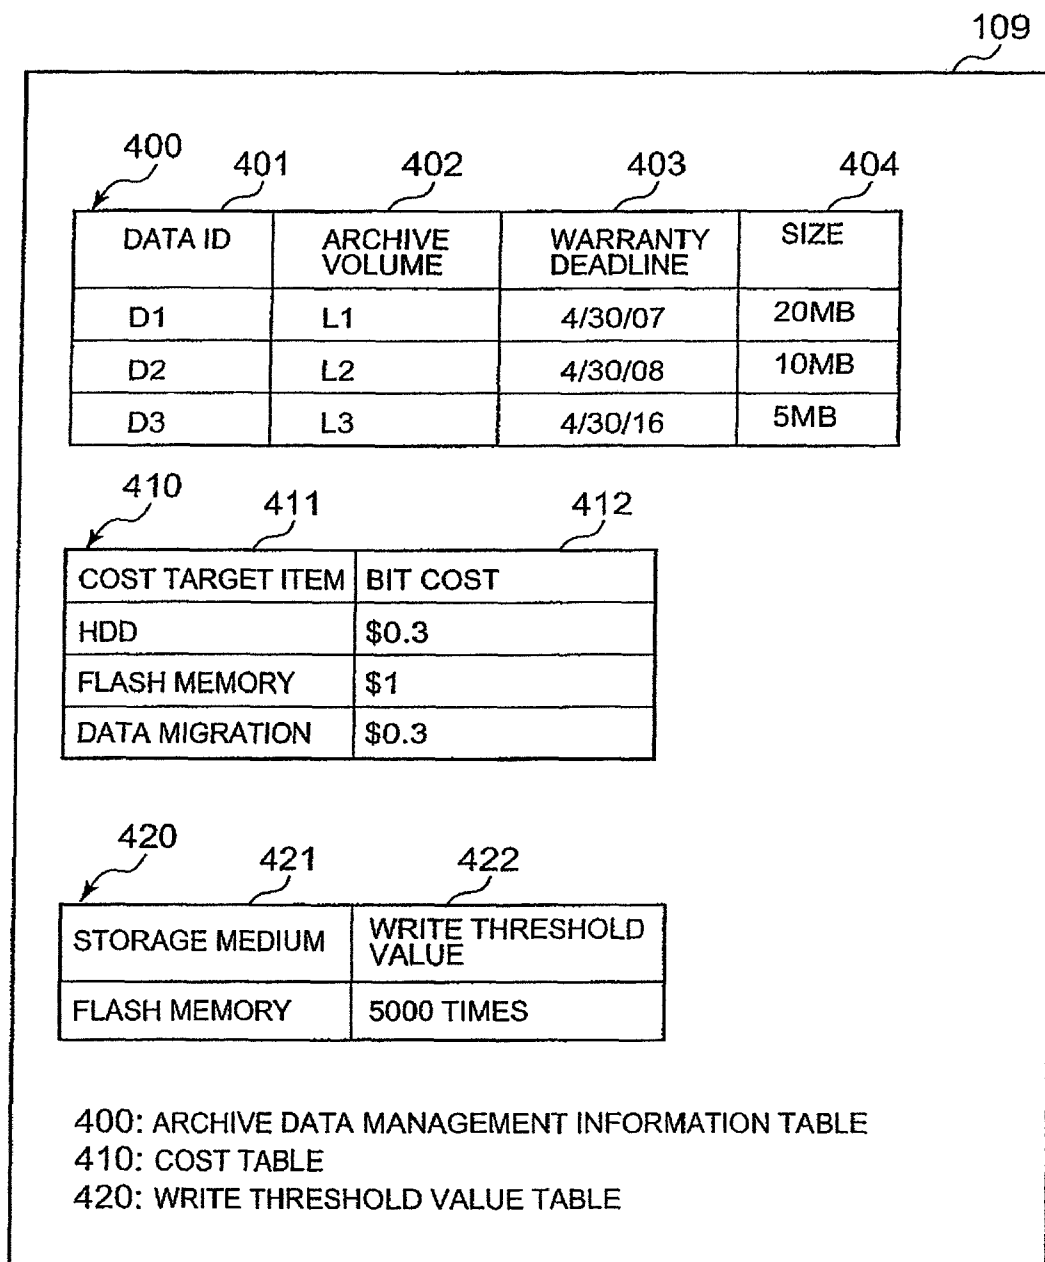 109
400
401
402
403
404
DATA ID
ARCHIVE VOLUME
WARRANTY DEADLINE
SIZE
D1
L1
4/30/07
20MB
D2
L2
4/30/08
10MB
D3
L3
4/30/16
5MB
410
411
412
COST TARGET ITEM
BIT COST
HDD
$0.3
FLASH MEMORY
$1
DATA MIGRATION
$0.3
420
421
422
STORAGE MEDIUM
WRITE THRESHOLD
VALUE
FLASH MEMORY
5000 TIMES
400: ARCHIVE DATA MANAGEMENT INFORMATION TABLE
410: COST TABLE
420: WRITE THRESHOLD VALUE TABLE